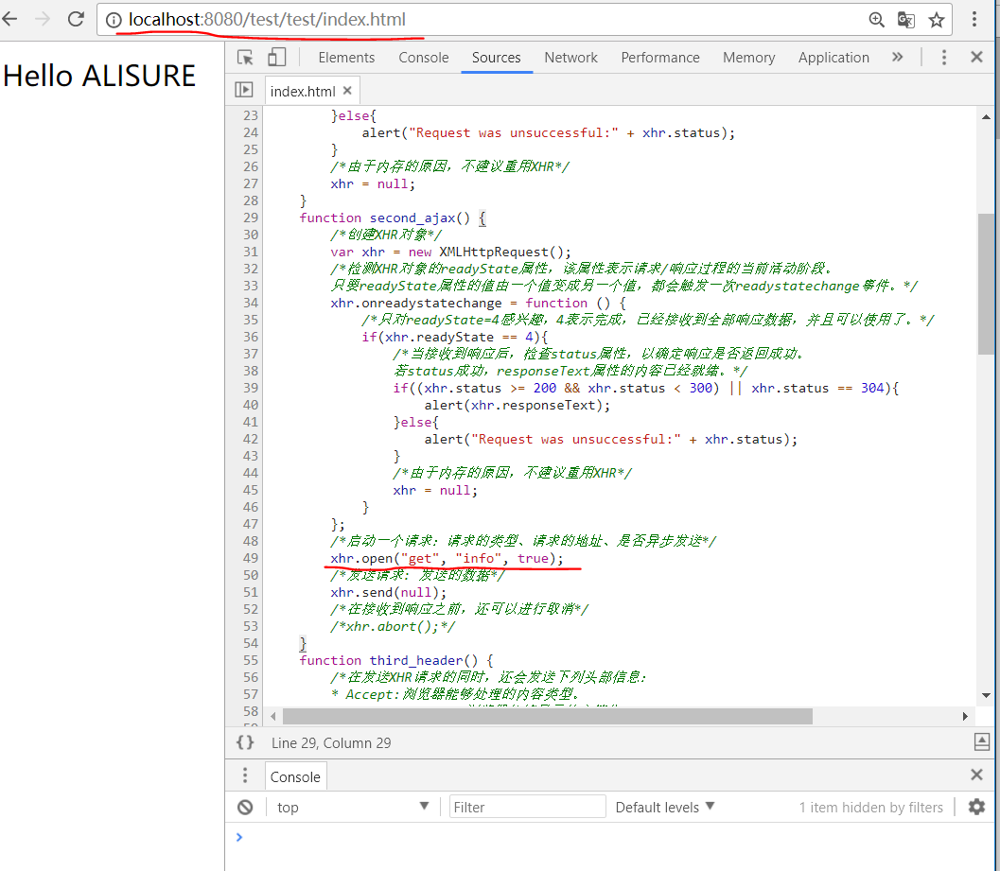 localhost:8080/test/test/index.html
Hello ALISURE
Elements Console Sources Network Performance Memory Application »
index.html ×
23 }else{
24 alert("Request was unsuccessful:" + xhr.status);
25 }
26 /*由于内存的原因，不建议重用XHR*/
27 xhr = null;
28 }
29 function second_ajax() {
30 /*创建XHR对象*/
31 var xhr = new XMLHttpRequest();
32 /*检测XHR对象的readyState属性，该属性表示请求/响应过程的当前活动阶段。
33 只要readyState属性的值由一个值变成另一个值，都会触发一次readystatechange事件。*/
34 xhr.onreadystatechange = function () {
35 /*只对readyState=4感兴趣，4表示完成，已经接收到全部响应数据，并且可以使用了。*/
36 if(xhr.readyState == 4){
37 /*当接收到响应后，检查status属性，以确定响应是否返回成功。
38 若status成功，responseText属性的内容已经就绪。*/
39 if((xhr.status >= 200 && xhr.status < 300) || xhr.status == 304){
40 alert(xhr.responseText);
41 }else{
42 alert("Request was unsuccessful:" + xhr.status);
43 }
44 /*由于内存的原因，不建议重用XHR*/
45 xhr = null;
46 }
47 };
48 /*启动一个请求：请求的类型、请求的地址、是否异步发送*/
49 xhr.open("get", "info", true);
50 /*发送请求：发送的数据*/
51 xhr.send(null);
52 /*在接收到响应之前，还可以进行取消*/
53 /*xhr.abort();*/
54 }
55 function third_header() {
56 /*在发送XHR请求的同时，还会发送下列头部信息：
57 * Accept：浏览器能够处理的内容类型。
58
{} Line 29, Column 29
Console
top Filter Default levels 1 item hidden by filters